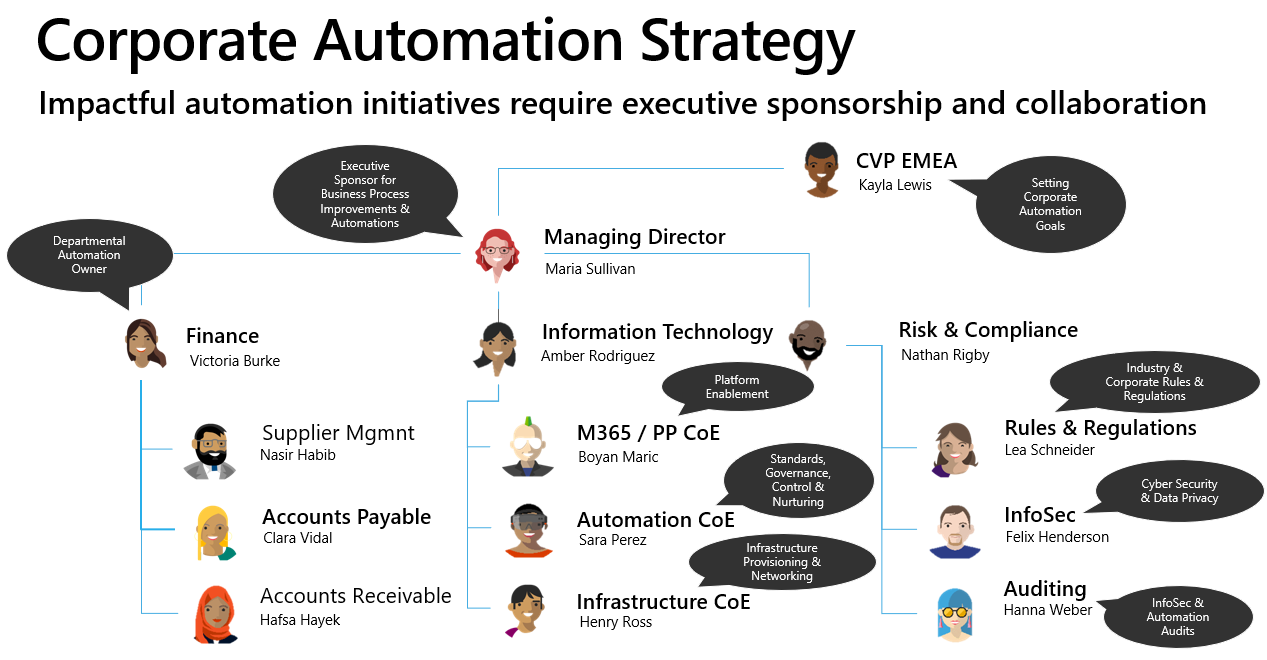 Corporate Automation Strategy
Impactful automation initiatives require executive sponsorship and collaboration
CVP EMEA
Kayla Lewis
Setting
Corporate
Automation
Goals
Executive
Sponsor for
Business Process
Improvements &
Automations
Managing Director
Maria Sullivan
Departmental
Automation
Owner
Finance
Victoria Burke
Information Technology
Amber Rodriguez
Risk & Compliance
Nathan Rigby
Supplier Mgmnt
Nasir Habib
Accounts Payable
Clara Vidal
Accounts Receivable
Hafsa Hayek
Platform
Enablement
M365 / PP CoE
Boyan Maric
Standards,
Governance,
Control &
Nurturing
Automation CoE
Sara Perez
Infrastructure
Provisioning &
Networking
Infrastructure CoE
Henry Ross
Industry &
Corporate Rules &
Regulations
Rules & Regulations
Lea Schneider
Cyber Security
& Data Privacy
InfoSec
Felix Henderson
Auditing
Hanna Weber
InfoSec &
Automation
Audits